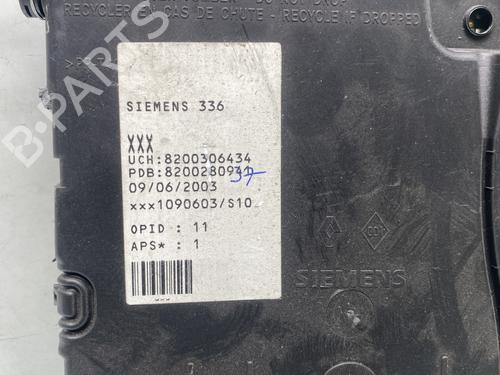 RECYCLER EN CAS DE CHUTE - RECYCLE IF DROPPED
SIEMENS 336
XXX
UCH:8200306434
PDB:8200280931
37
09/06/2003
xxx1090603/S10
OPID : 11
APS* : 1
SIEMENS
B-PARTS